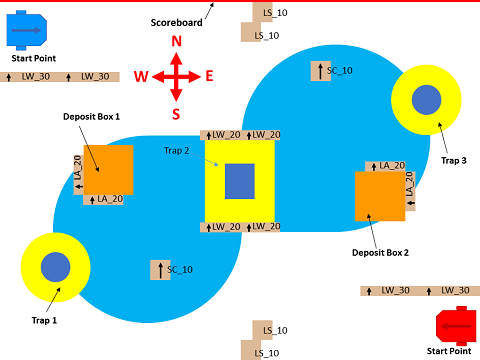 LS_10
Scoreboard
LS_10
N
Start Point
W E
SC_10
LW_30 LW_30
S
Deposit Box 1
LW_20 LW_20
Trap 2
Trap 3
LA_20
LA_20
LA_20
LA_20
LW_20 LW_20
Deposit Box 2
SC_10
LW_30 LW_30
Trap 1
LS_10
LS_10
Start Point